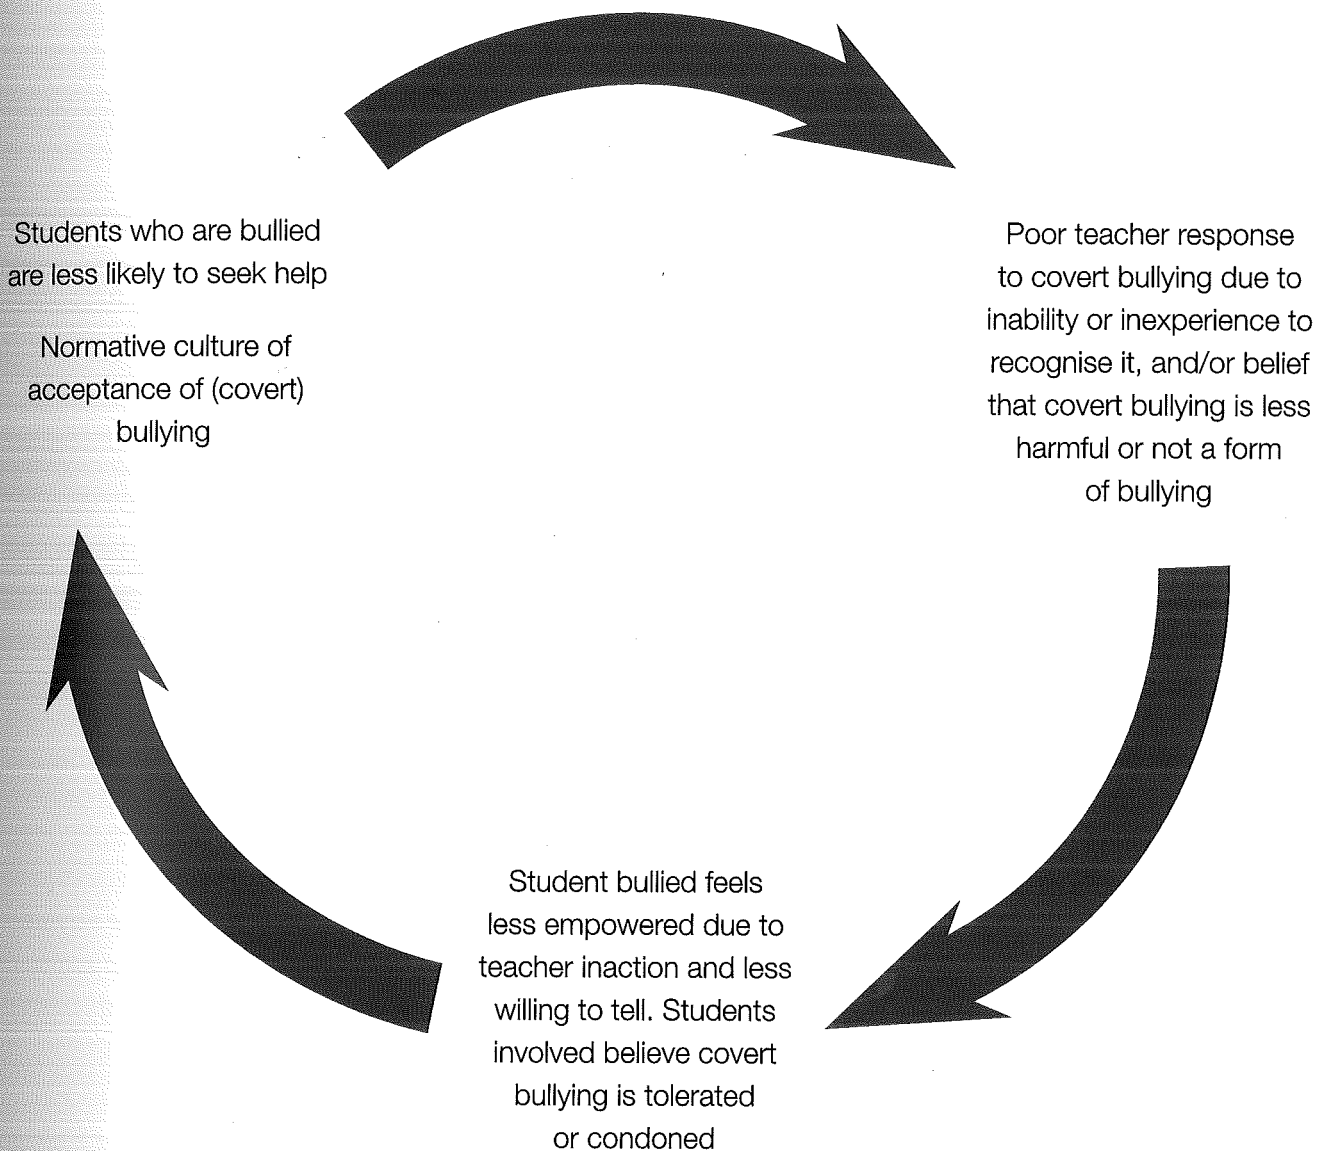 Students who are bullied
are less likely to seek help
Normative culture of
acceptance of (covert)
bullying
Poor teacher response
to covert bullying due to
inability or inexperience to
recognise it, and/or belief
that covert bullying is less
harmful or not a form
of bullying
Student bullied feels
less empowered due to
teacher inaction and less
willing to tell. Students
involved believe covert
bullying is tolerated
or condoned